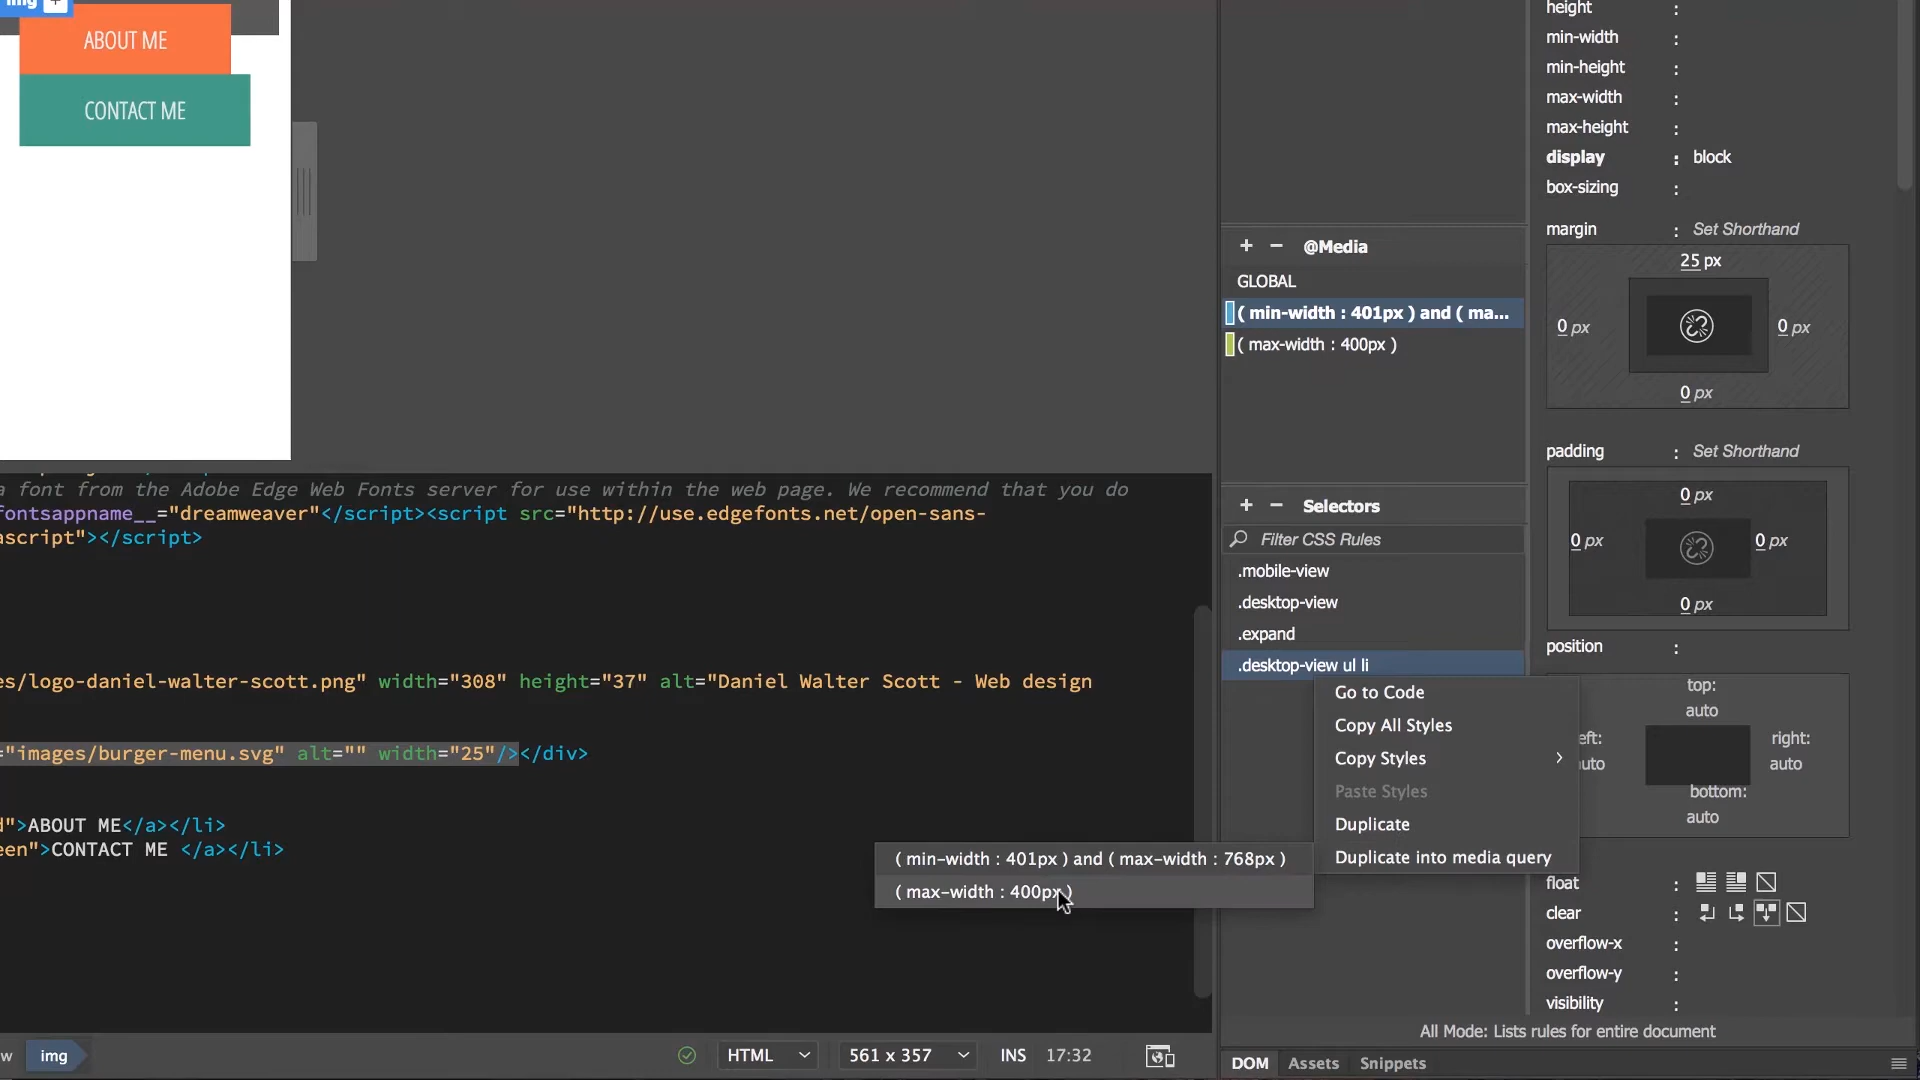 img +
ABOUT ME
CONTACT ME
a font from the Adobe Edge Web Fonts server for use within the web page. We recommend that you do
fontsappname__="dreamweaver"</script><script src="http://use.edgefonts.net/open-sans-
ascript"></script>
es/logo-daniel-walter-scott.png" width="308" height="37" alt="Daniel Walter Scott - Web design
="images/burger-menu.svg" alt="" width="25"/></div>
d">ABOUT ME</a></li>
een">CONTACT ME </a></li>
w img
HTML
561 x 357
INS
17:32
+ − @Media
GLOBAL
( min-width : 401px ) and ( ma...
( max-width : 400px )
+ − Selectors
Filter CSS Rules
.mobile-view
.desktop-view
.expand
.desktop-view ul li
Go to Code
Copy All Styles
Copy Styles
Paste Styles
Duplicate
Duplicate into media query
( min-width : 401px ) and ( max-width : 768px )
( max-width : 400px )
height :
min-width :
min-height :
max-width :
max-height :
display : block
box-sizing :
margin : Set Shorthand
25 px
0 px
0 px
0 px
padding : Set Shorthand
0 px
0 px
0 px
0 px
position :
top:
auto
eft:
right:
uto
auto
bottom:
auto
float :
clear :
overflow-x :
overflow-y :
visibility :
All Mode: Lists rules for entire document
DOM Assets Snippets